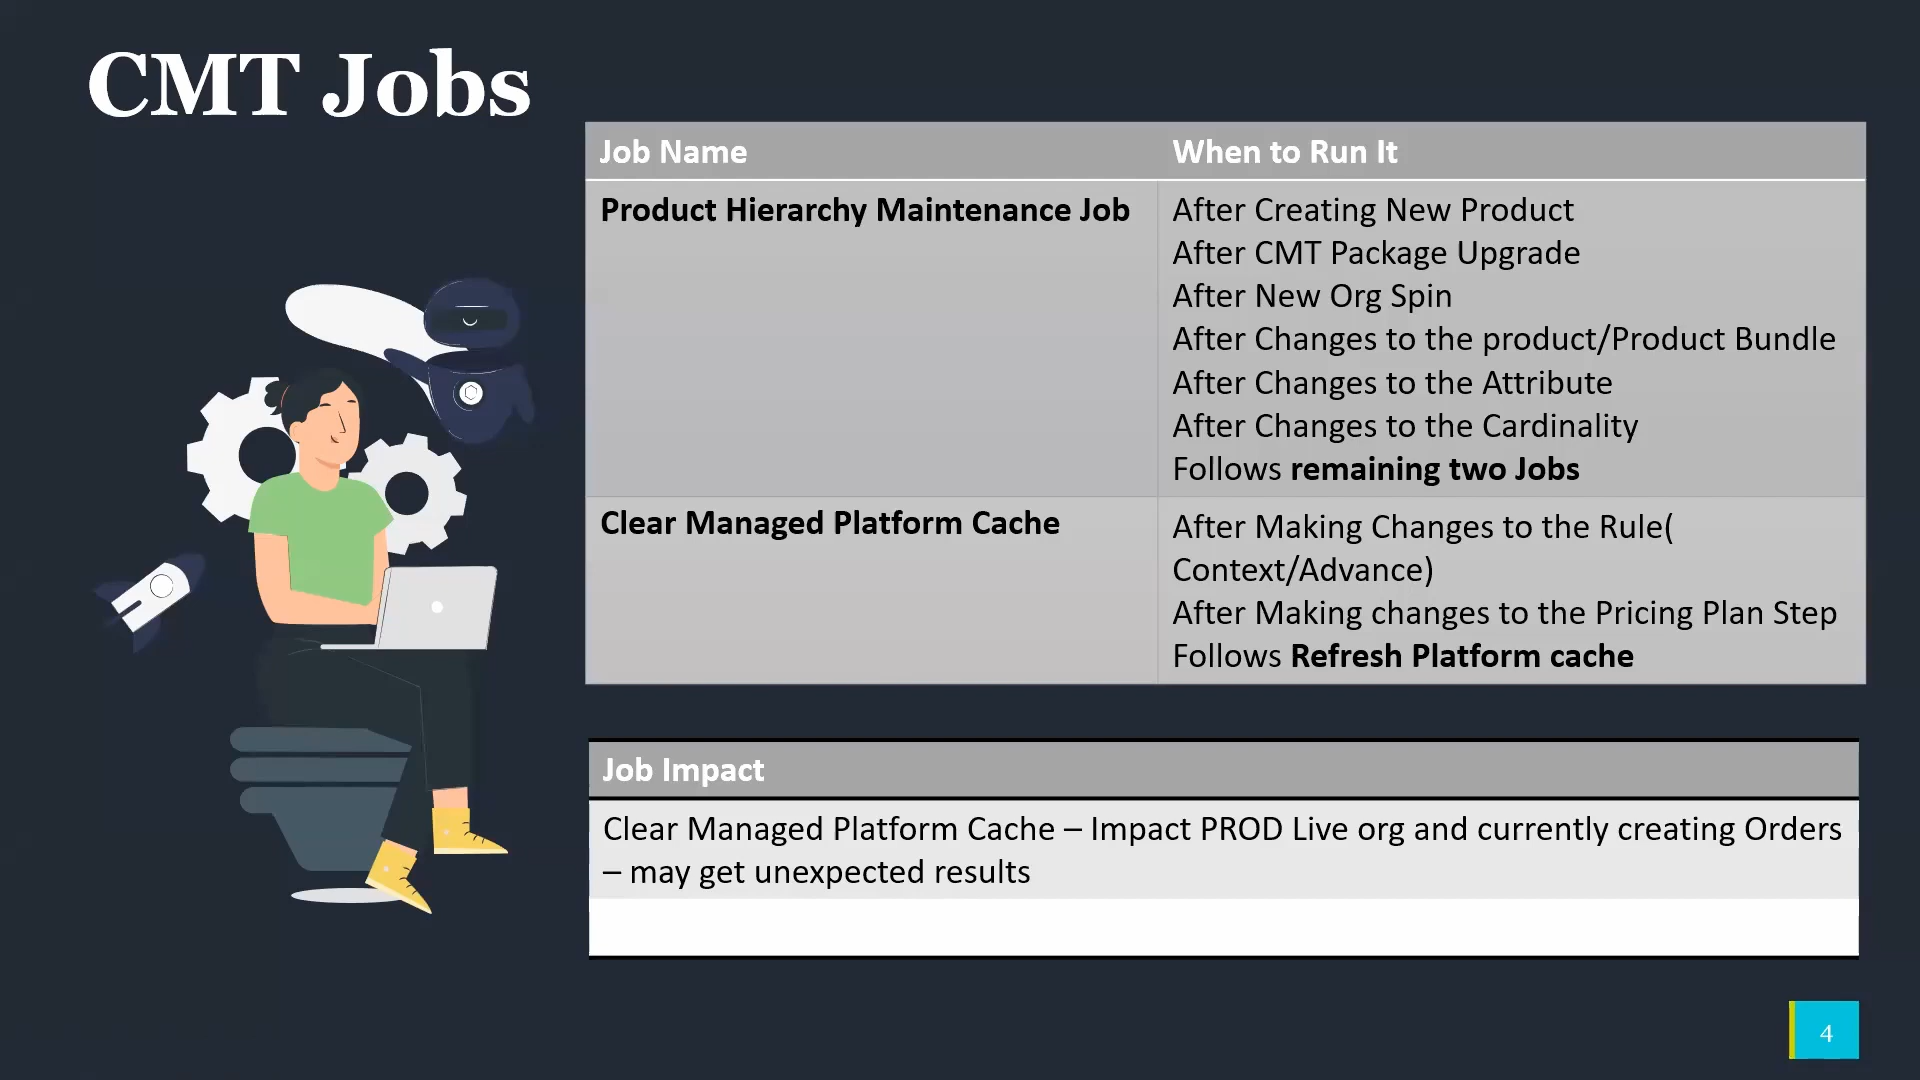 CMT Jobs
Job Name
When to Run It
Product Hierarchy Maintenance Job
After Creating New Product
After CMT Package Upgrade
After New Org Spin
After Changes to the product/Product Bundle
After Changes to the Attribute
After Changes to the Cardinality
Follows remaining two Jobs
Clear Managed Platform Cache
After Making Changes to the Rule(
Context/Advance)
After Making changes to the Pricing Plan Step
Follows Refresh Platform cache
Job Impact
Clear Managed Platform Cache – Impact PROD Live org and currently creating Orders
– may get unexpected results
4